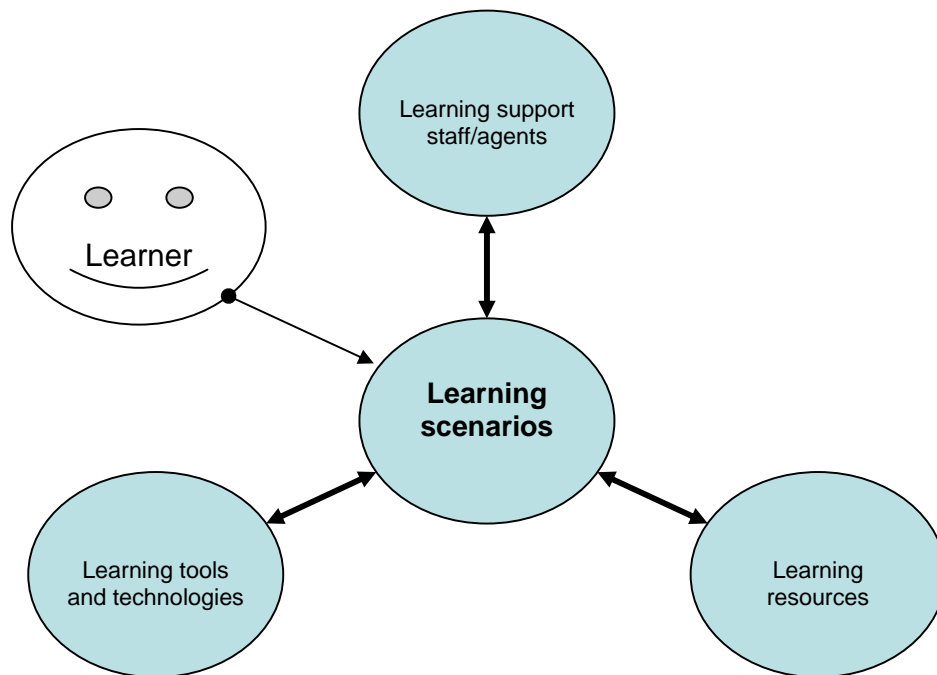 Learning support
staff/agents
Learner
Learning
scenarios
Learning tools
and technologies
Learning
resources